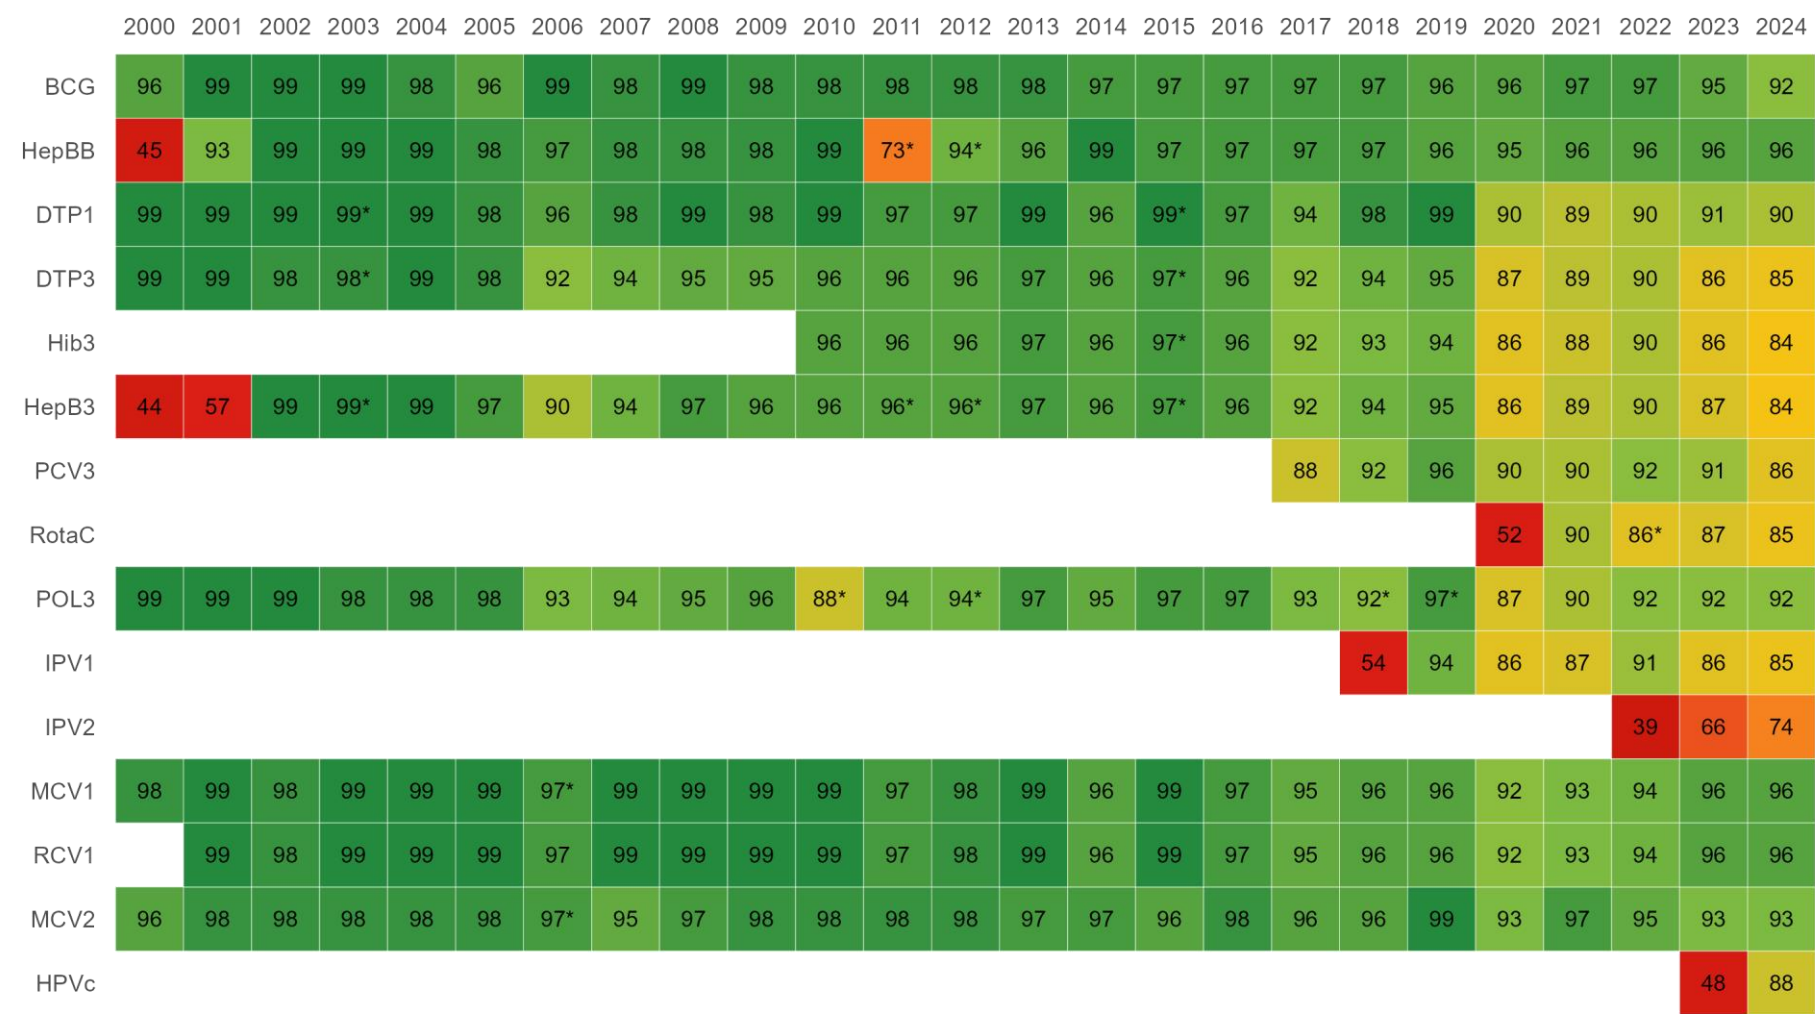 2000 2001 2002 2003 2004 2005 2006 2007 2008 2009 2010 2011 2012 2013 2014 2015 2016 2017 2018 2019 2020 2021 2022 2023 2024
BCG 96 99 99 99 98 96 99 98 99 98 98 98 98 98 97 97 97 97 97 96 96 97 97 95 92
HepBB 45 93 99 99 99 98 97 98 98 98 99 73* 94* 96 99 97 97 97 97 96 95 96 96 96 96
DTP1 99 99 99 99* 99 98 96 98 99 98 99 97 97 99 96 99* 97 94 98 99 90 89 90 91 90
DTP3 99 99 98 98* 99 98 92 94 95 95 96 96 96 97 96 97* 96 92 94 95 87 89 90 86 85
Hib3 96 96 96 97 96 97* 96 92 93 94 86 88 90 86 84
HepB3 44 57 99 99* 99 97 90 94 97 96 96 96* 96* 97 96 97* 96 92 94 95 86 89 90 87 84
PCV3 88 92 96 90 90 92 91 86
RotaC 52 90 86* 87 85
POL3 99 99 99 98 98 98 93 94 95 96 88* 94 94* 97 95 97 97 93 92* 97* 87 90 92 92 92
IPV1 54 94 86 87 91 86 85
IPV2 39 66 74
MCV1 98 99 98 99 99 99 97* 99 99 99 99 97 98 99 96 99 97 95 96 96 92 93 94 96 96
RCV1 99 98 99 99 99 97 99 99 99 99 97 98 99 96 99 97 95 96 96 92 93 94 96 96
MCV2 96 98 98 98 98 98 97* 95 97 98 98 98 98 97 97 96 98 96 96 99 93 97 95 93 93
HPVc 48 88